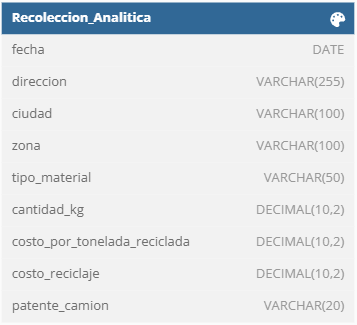 Recoleccion_Analitica
fecha DATE
direccion VARCHAR(255)
ciudad VARCHAR(100)
zona VARCHAR(100)
tipo_material VARCHAR(50)
cantidad_kg DECIMAL(10,2)
costo_por_tonelada_reciclada DECIMAL(10,2)
costo_reciclaje DECIMAL(10,2)
patente_camion VARCHAR(20)